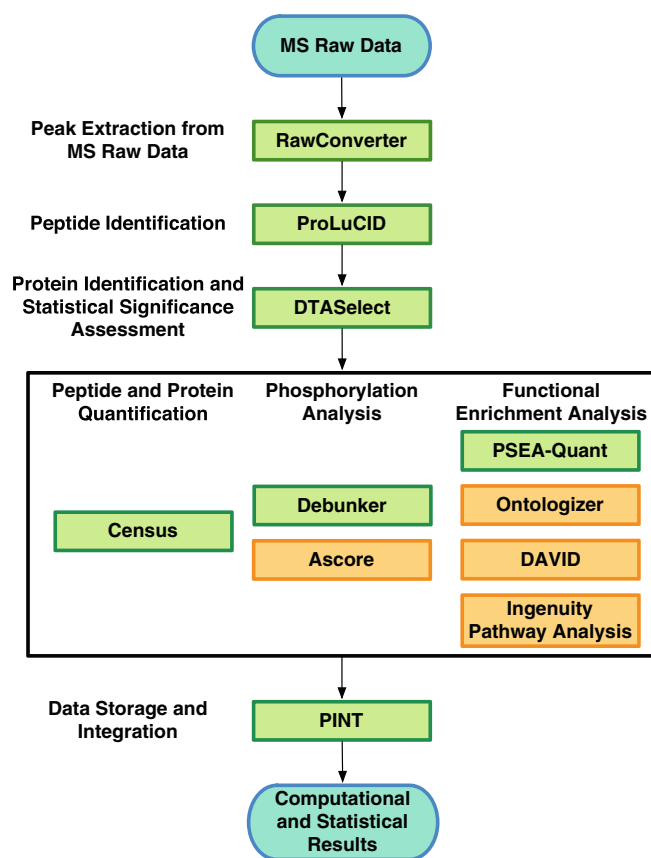 MS Raw Data
Peak Extraction from
MS Raw Data
RawConverter
Peptide Identification
ProLuCID
Protein Identification and
Statistical Significance
Assessment
DTASelect
Peptide and Protein
Quantification
Census
Phosphorylation
Analysis
Debunker
Ascore
Functional
Enrichment Analysis
PSEA-Quant
Ontologizer
DAVID
Ingenuity
Pathway Analysis
Data Storage and
Integration
PINT
Computational
and Statistical
Results